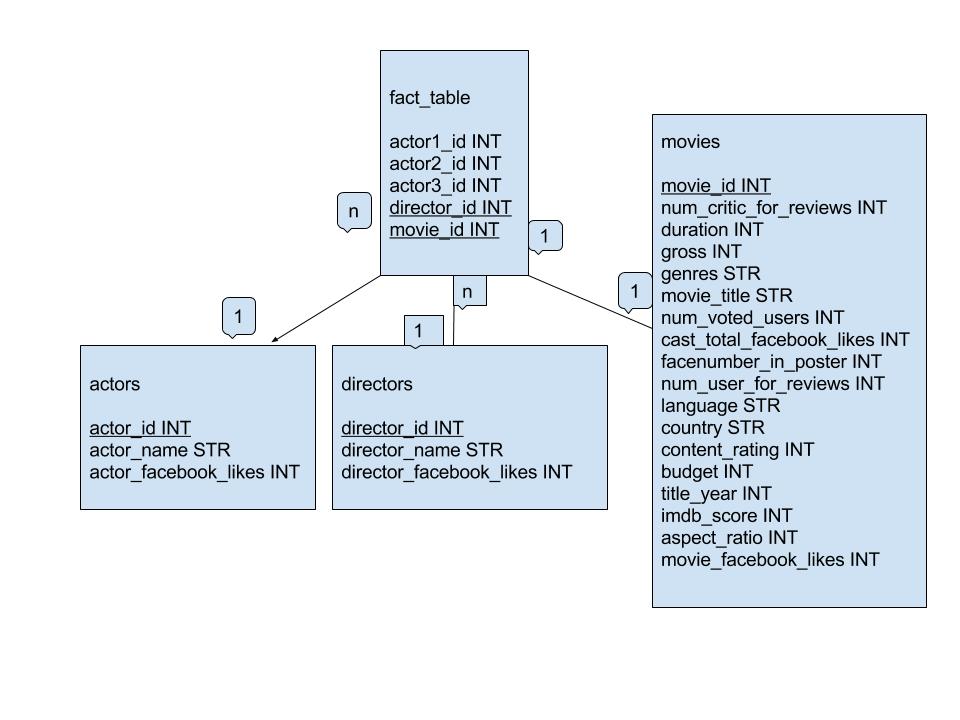 fact_table
actor1_id INT
actor2_id INT
actor3_id INT
director_id INT
movie_id INT
n
1
n
1
1
1
actors
actor_id INT
actor_name STR
actor_facebook_likes INT
directors
director_id INT
director_name STR
director_facebook_likes INT
movies
movie_id INT
num_critic_for_reviews INT
duration INT
gross INT
genres STR
movie_title STR
num_voted_users INT
cast_total_facebook_likes INT
facenumber_in_poster INT
num_user_for_reviews INT
language STR
country STR
content_rating INT
budget INT
title_year INT
imdb_score INT
aspect_ratio INT
movie_facebook_likes INT